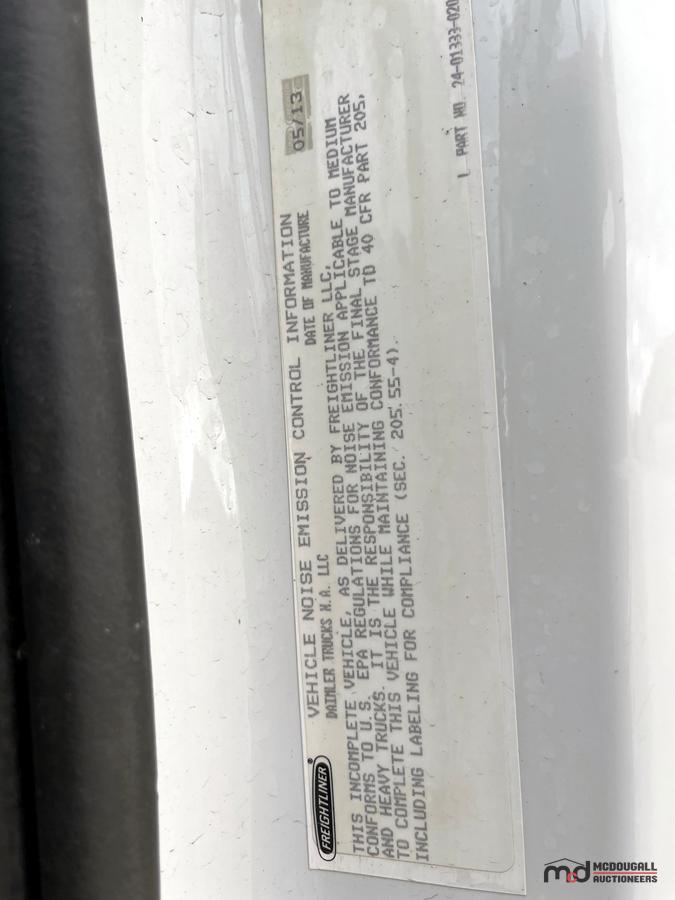 FREIGHTLINER®
VEHICLE NOISE EMISSION CONTROL INFORMATION
DAIMLER TRUCKS N.A. LLC DATE OF MANUFACTURE 05/13
THIS INCOMPLETE VEHICLE, AS DELIVERED BY FREIGHTLINER LLC,
CONFORMS TO U.S. EPA REGULATIONS FOR NOISE EMISSION APPLICABLE TO MEDIUM
AND HEAVY TRUCKS. IT IS THE RESPONSIBILITY OF THE FINAL STAGE MANUFACTURER
TO COMPLETE THIS VEHICLE WHILE MAINTAINING CONFORMANCE TO 40 CFR PART 205,
INCLUDING LABELING FOR COMPLIANCE (SEC. 205.55-4).
PART NO. 24-01333-020
mcd MCDOUGALL
AUCTIONEERS